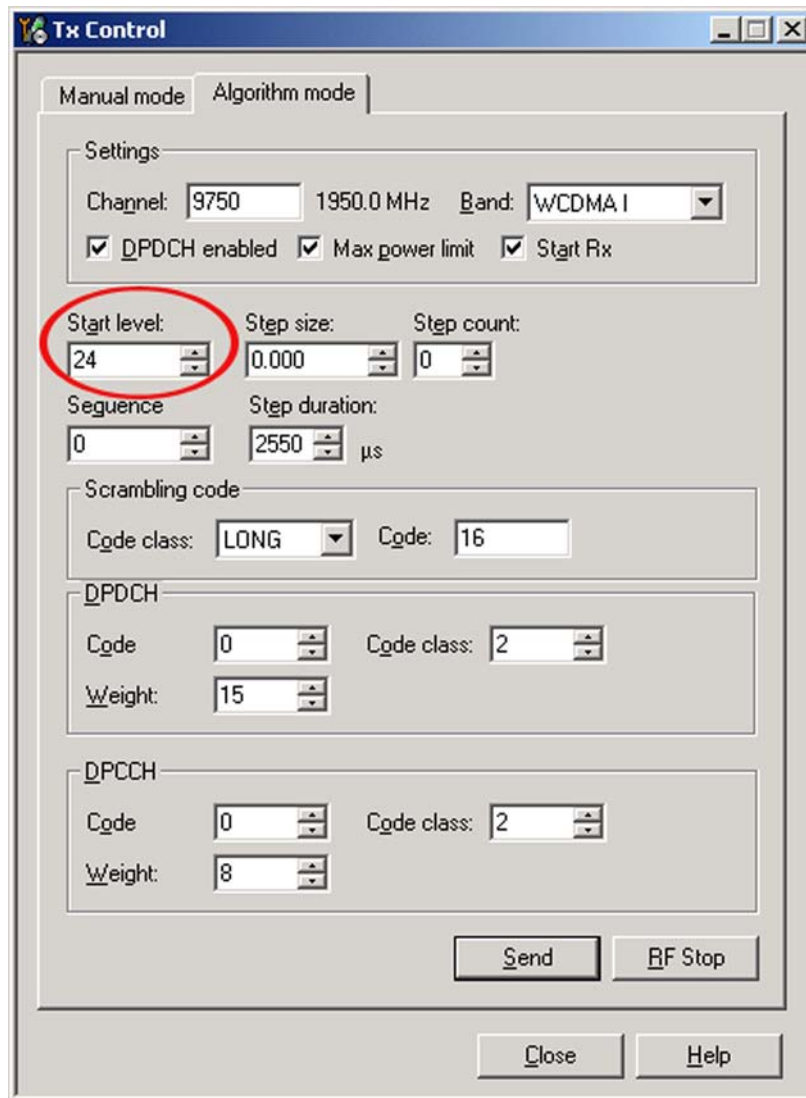 Tx Control
Manual mode Algorithm mode
Settings
Channel: 9750 1950.0 MHz Band: WCDMA I
DPDCH enabled Max power limit Start Rx
Start level: Step size: Step count:
24 0.000 0
Seguence Step duration:
0 2550 µs
Scrambling code
Code class: LONG Code: 16
DPDCH
Code 0 Code class: 2
Weight: 15
DPCCH
Code 0 Code class: 2
Weight: 8
Send RF Stop
Close Help